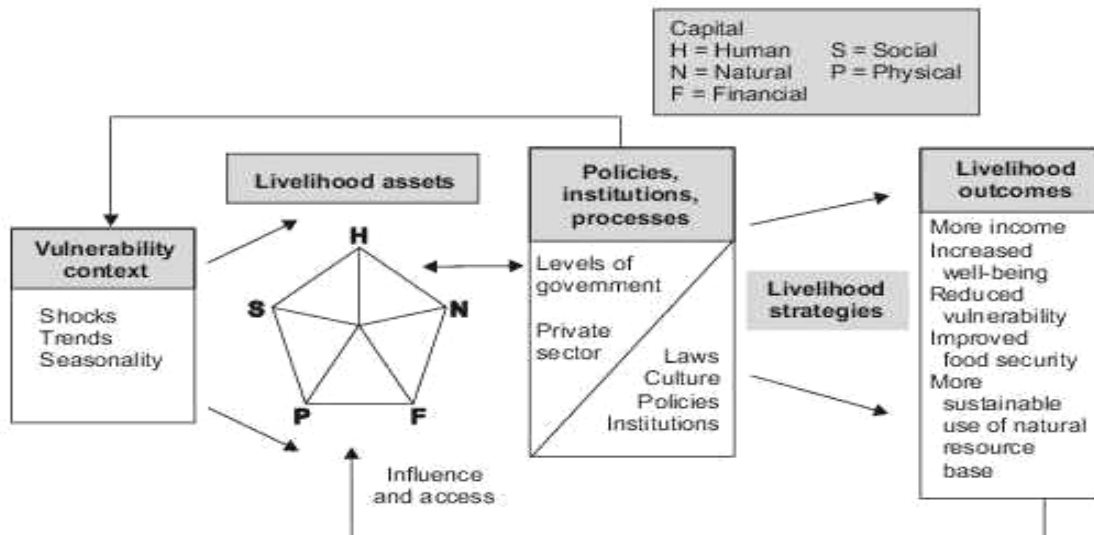 Capital
H = Human S = Social
N = Natural P = Physical
F = Financial
Livelihood assets
Policies,
institutions,
processes
Livelihood
outcomes
Vulnerability
context
Shocks
Trends
Seasonality
H
S
N
P
F
Levels of
government
Private
sector
Laws
Culture
Policies
Institutions
Livelihood
strategies
More income
Increased
well-being
Reduced
vulnerability
Improved
food security
More
sustainable
use of natural
resource
base
Influence
and access